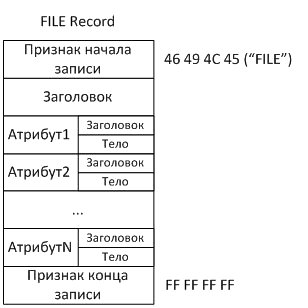 FILE Record
Признак начала
записи
46 49 4C 45 (“FILE”)
Заголовок
Атрибут1
Заголовок
Тело
Атрибут2
Заголовок
Тело
...
АтрибутN
Заголовок
Тело
Признак конца
записи
FF FF FF FF